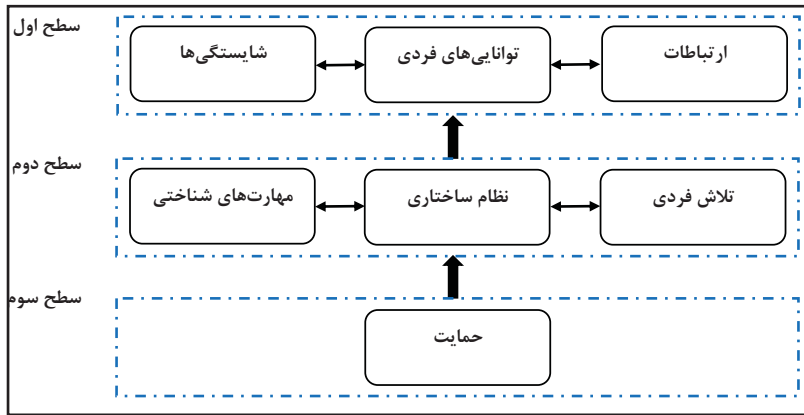 سطح اول
ارتباطات
توانایی‌های فردی
شایستگی‌ها
سطح دوم
تلاش فردی
نظام ساختاری
مهارت‌های شناختی
سطح سوم
حمایت